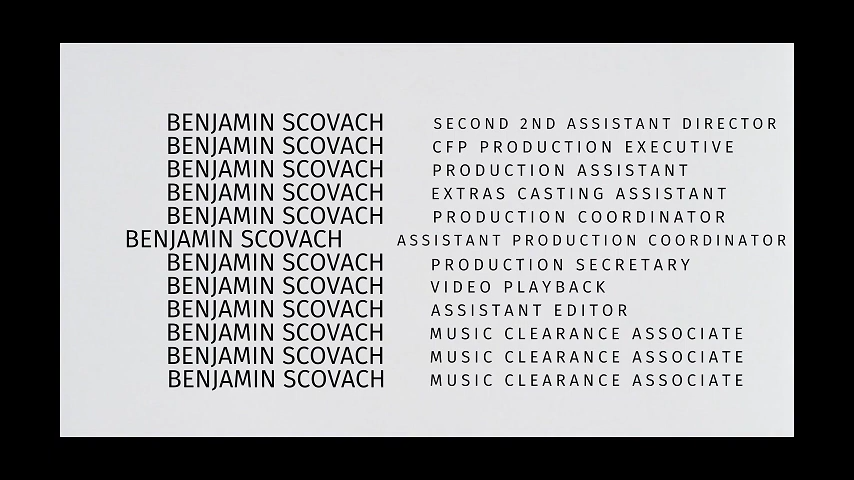 BENJAMIN SCOVACH SECOND 2ND ASSISTANT DIRECTOR
BENJAMIN SCOVACH CFP PRODUCTION EXECUTIVE
BENJAMIN SCOVACH PRODUCTION ASSISTANT
BENJAMIN SCOVACH EXTRAS CASTING ASSISTANT
BENJAMIN SCOVACH PRODUCTION COORDINATOR
BENJAMIN SCOVACH ASSISTANT PRODUCTION COORDINATOR
BENJAMIN SCOVACH PRODUCTION SECRETARY
BENJAMIN SCOVACH VIDEO PLAYBACK
BENJAMIN SCOVACH ASSISTANT EDITOR
BENJAMIN SCOVACH MUSIC CLEARANCE ASSOCIATE
BENJAMIN SCOVACH MUSIC CLEARANCE ASSOCIATE
BENJAMIN SCOVACH MUSIC CLEARANCE ASSOCIATE